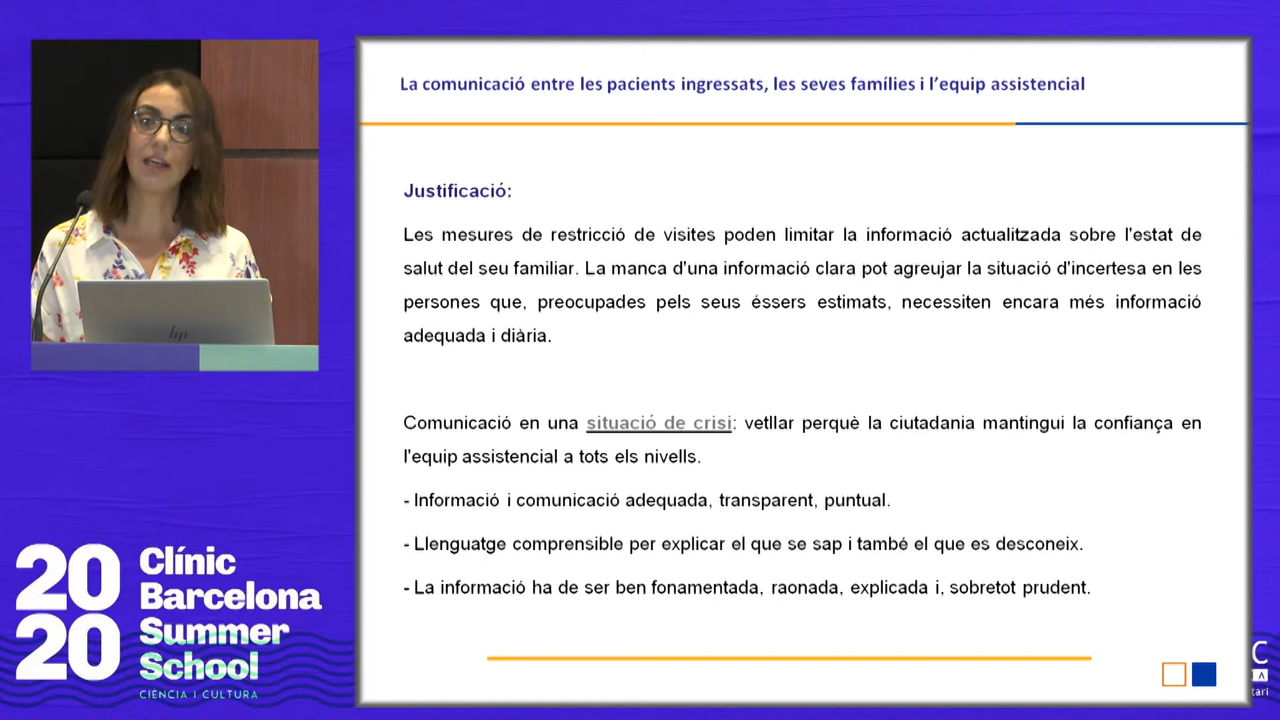 La comunicació entre les pacients ingressats, les seves famílies i l'equip assistencial
Justificació:
Les mesures de restricció de visites poden limitar la informació actualitzada sobre l'estat de
salut del seu familiar. La manca d'una informació clara pot agreujar la situació d'incertesa en les
persones que, preocupades pels seus éssers estimats, necessiten encara més informació
adequada i diària.
Comunicació en una situació de crisi: vetllar perquè la ciutadania mantingui la confiança en
l'equip assistencial a tots els nivells.
- Informació i comunicació adequada, transparent, puntual.
- Llenguatge comprensible per explicar el que se sap i també el que es desconeix.
- La informació ha de ser ben fonamentada, raonada, explicada i, sobretot prudent.
hp
20
20
Clínic
Barcelona
Summer
School
CIÈNCIA I CULTURA
C
A
tari